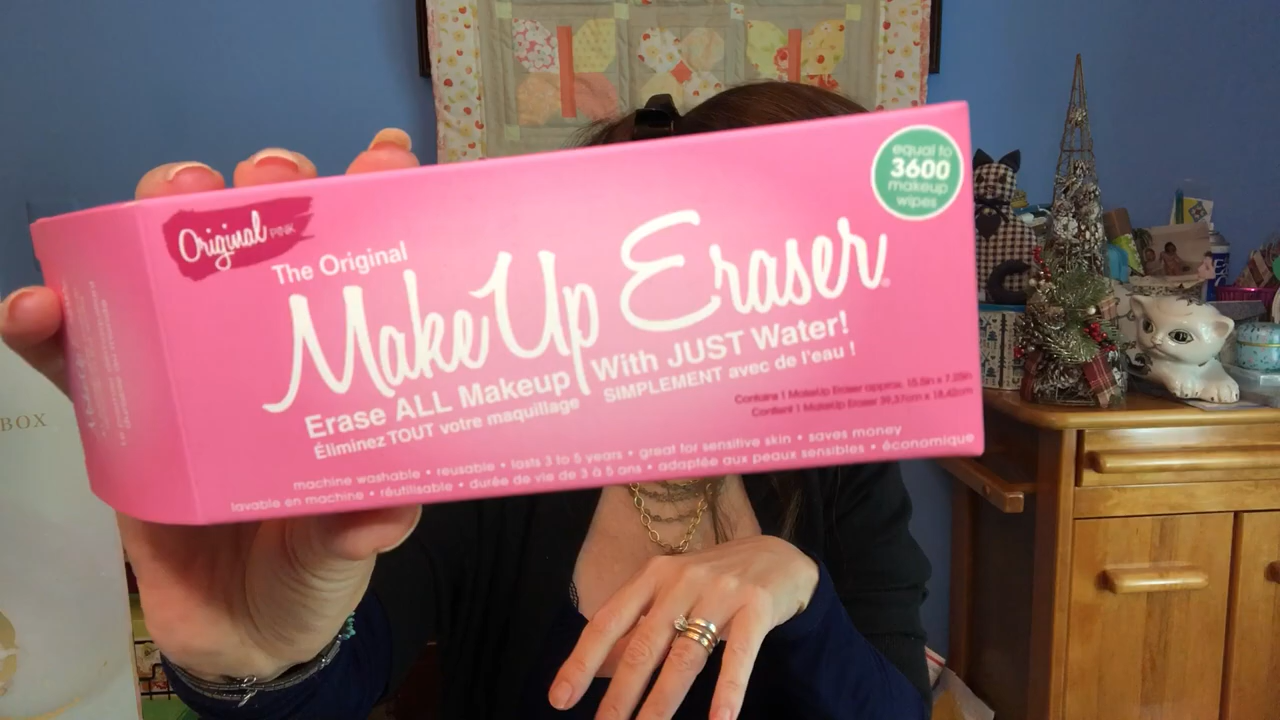 equal to
3600
makeup
wipes
Original PINK
The Original
MakeUp Eraser®
Erase ALL Makeup With JUST Water!
Éliminez TOUT votre maquillage SIMPLEMENT avec de l'eau !
Contains 1 MakeUp Eraser approx. 15.5in x 7.25in
Contient 1 MakeUp Eraser 39,37cm x 18,42cm
machine washable • reusable • lasts 3 to 5 years • great for sensitive skin • saves money
lavable en machine • réutilisable • durée de vie de 3 à 5 ans • adaptée aux peaux sensibles • économique
BOX